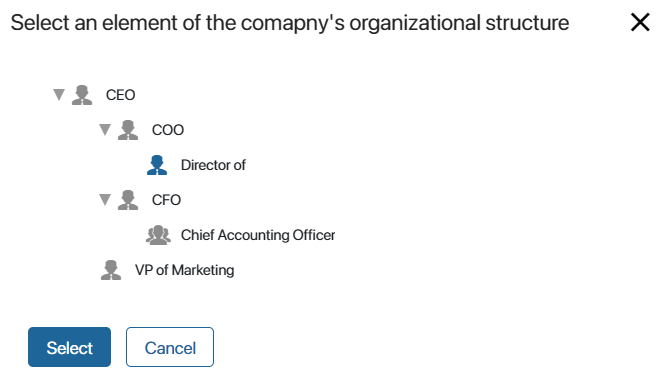 Select an element of the comapny's organizational structure
CEO
COO
Director of
CFO
Chief Accounting Officer
VP of Marketing
Select
Cancel